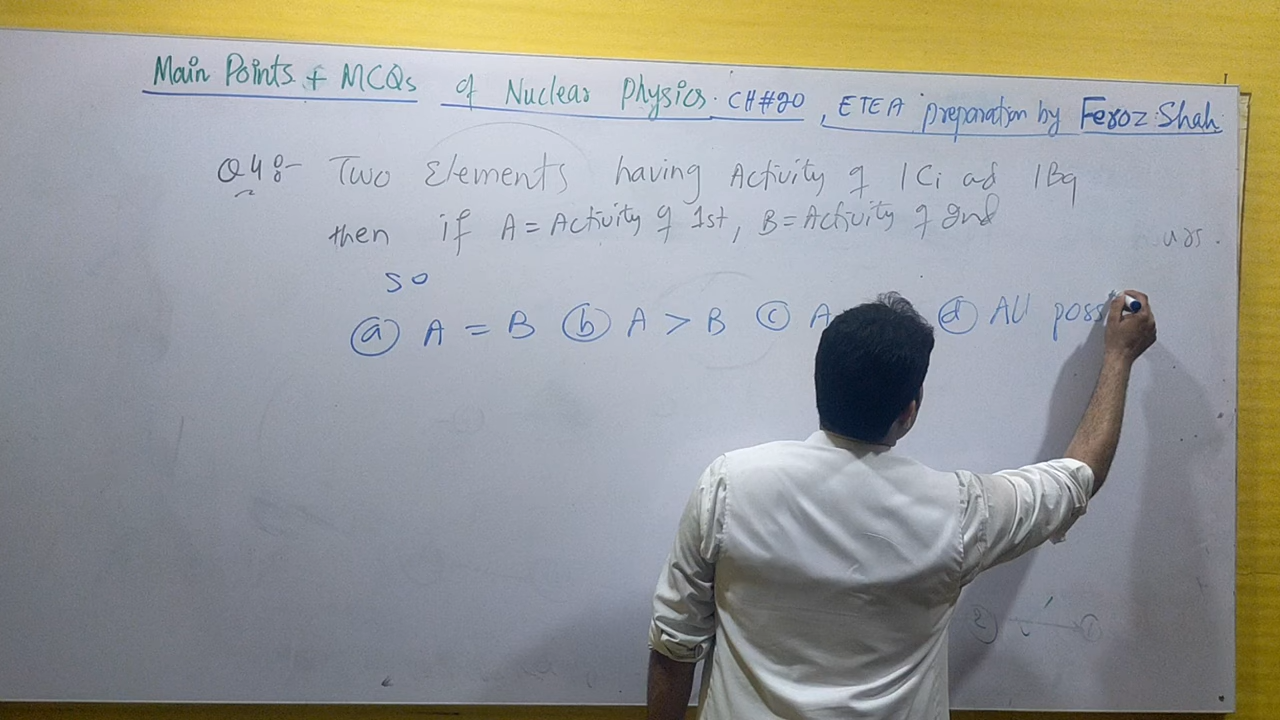 Main Points + MCQs of Nuclear Physics. CH#20, ETEA preparation by Feroz Shah
Q48:- Two Elements having Activity of 1Ci ad 1Bq
then if A = Activity of 1st, B = Activity of 2nd
so
(a) A = B (b) A > B (c) A (d) All poss